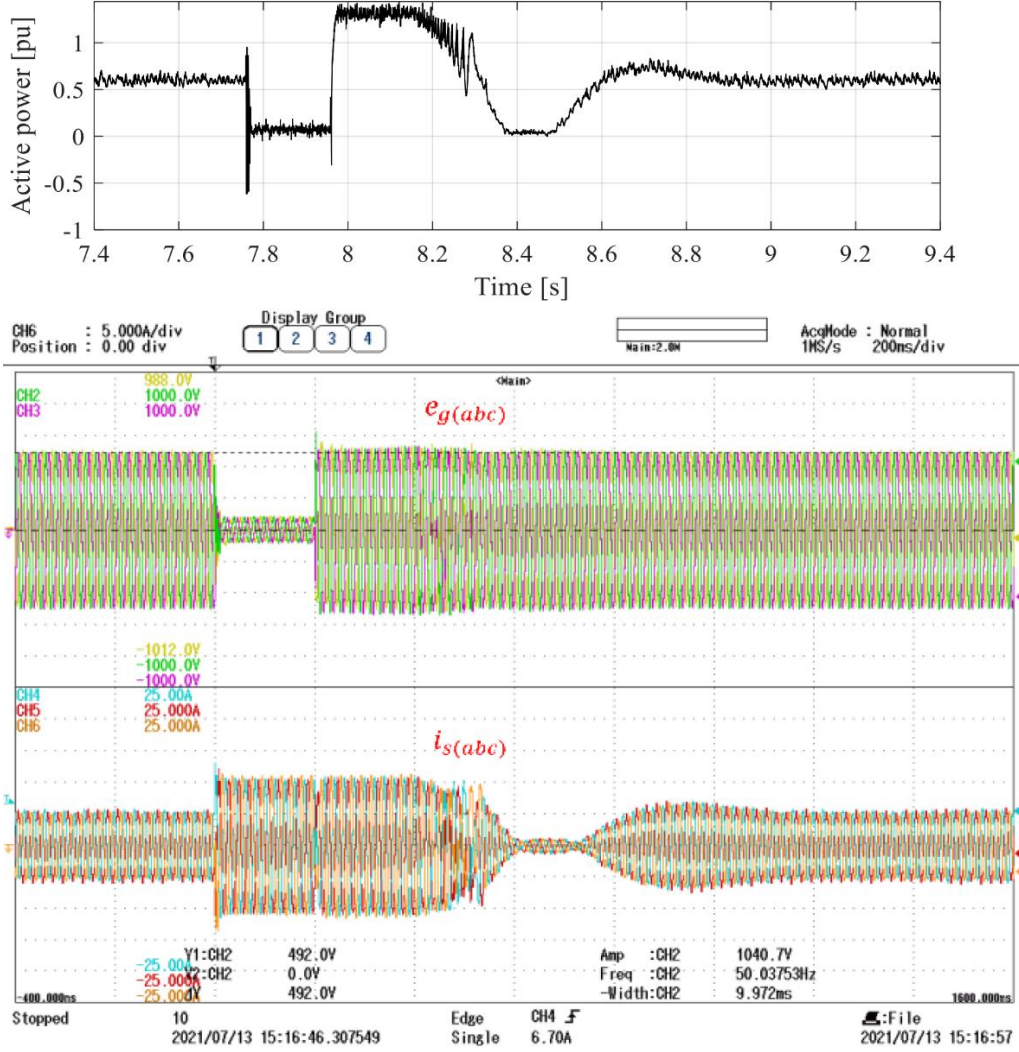 Active power [pu]
1
0.5
0
-0.5
-1
7.4 7.6 7.8 8 8.2 8.4 8.6 8.8 9 9.2 9.4
Time [s]
CH6 : 5.000A/div
Position : 0.00 div
Display Group
1 2 3 4
Main:2.0M
AcqMode : Normal
1MS/s 200ms/div
<Main>
988.0V
CH2 1000.0V
CH3 1000.0V
e_g(abc)
-1012.0V
-1000.0V
-1000.0V
CH4 25.00A
CH5 25.000A
CH6 25.000A
i_s(abc)
-25.00A
-25.000A
-25.000A
Y1:CH2 492.0V
:CH2 0.0V
492.0V
Amp :CH2 1040.7V
Freq :CH2 50.03753Hz
-Width:CH2 9.972ms
-400.000ms
1600.000ms
Stopped 10
2021/07/13 15:16:46.307549
Edge CH4
Single 6.70A
:File
2021/07/13 15:16:57